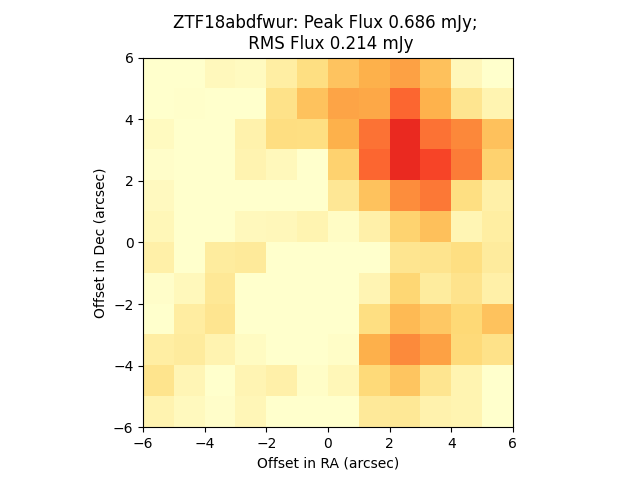 ZTF18abdfwur: Peak Flux 0.686 mJy;
RMS Flux 0.214 mJy
6
4
2
0
−2
−4
−6
Offset in Dec (arcsec)
−6 −4 −2 0 2 4 6
Offset in RA (arcsec)